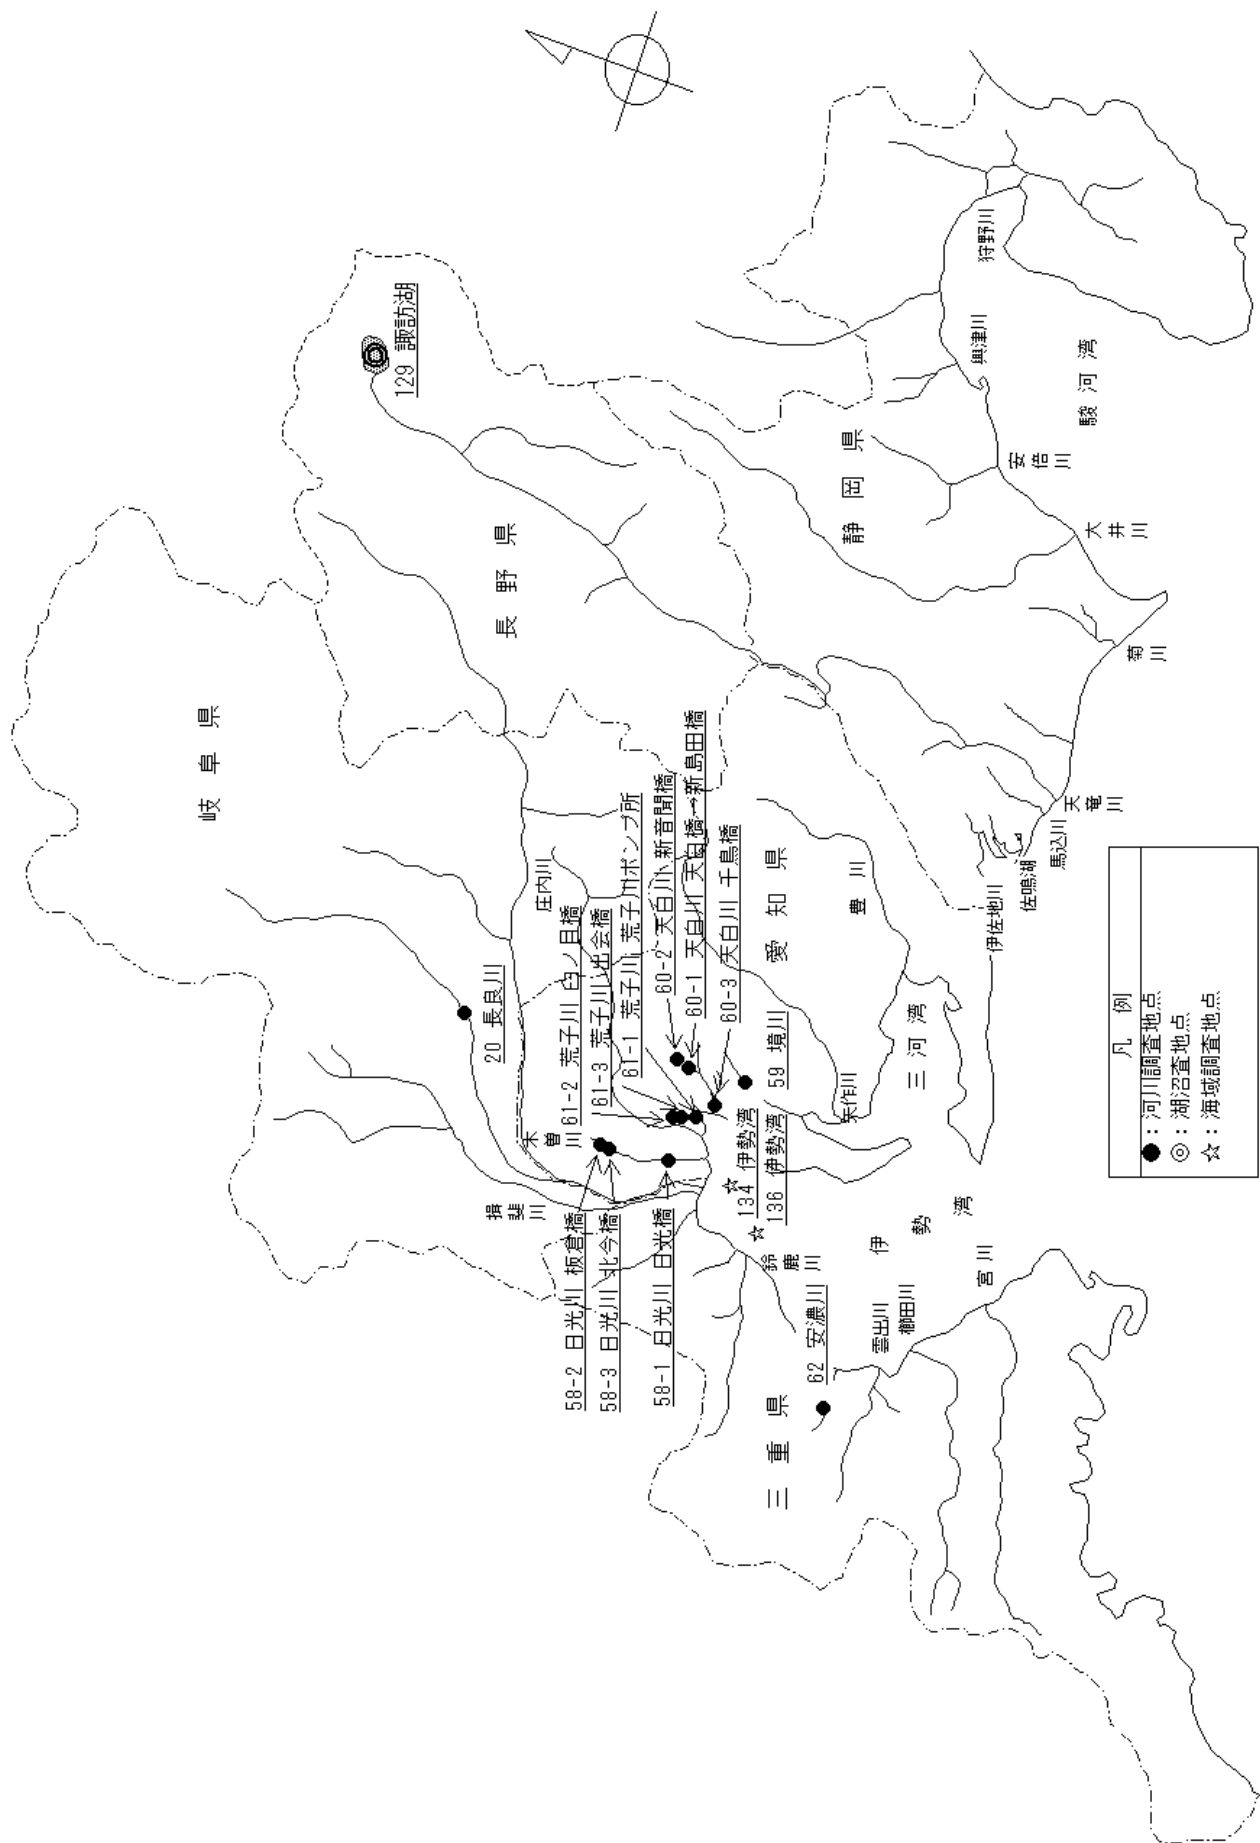 岐阜県
長野県
静岡県
愛知県
三重県
129 諏訪湖
20 長良川
61-2 荒子川 臼ノ目橋
61-3 荒子川 出会橋
61-1 荒子川 荒子川ポンプ所
60-2 天白川 新音聞橋
60-1 天白川 天白橋→新島田橋
60-3 天白川 千鳥橋
59 境川
134 伊勢湾
136 伊勢湾
58-2 日光川 板倉橋
58-3 日光川 北今橋
58-1 日光川 日光橋
62 安濃川
揖斐川
木曽川
庄内川
矢作川
豊川
三河湾
伊勢湾
鈴鹿川
雲出川
櫛田川
宮川
伊佐地川
佐鳴湖
馬込川
天竜川
菊川
大井川
安倍川
興津川
狩野川
駿河湾
凡例
●：河川調査地点
◎：湖沼査地点
☆：海域調査地点